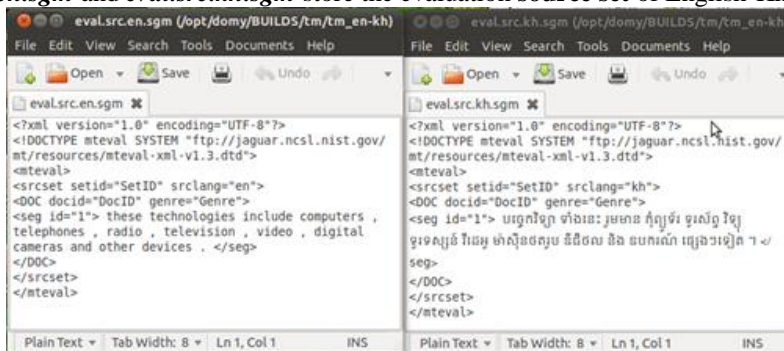 eval.src.en.sgm (/opt/domy/BUILDS/tm/tm_en-kh)
File Edit View Search Tools Documents Help
Open Save Undo
eval.src.en.sgm
<?xml version="1.0" encoding="UTF-8"?>
<!DOCTYPE mteval SYSTEM "ftp://jaguar.ncsl.nist.gov/
mt/resources/mteval-xml-v1.3.dtd">
<mteval>
<srcset setid="SetID" srclang="en">
<DOC docid="DocID" genre="Genre">
<seg id="1"> these technologies include computers ,
telephones , radio , television , video , digital
cameras and other devices . </seg>
</DOC>
</srcset>
</mteval>
Plain Text Tab Width: 8 Ln 1, Col 1 INS
eval.src.kh.sgm (/opt/domy/BUILDS/tm/tm_en-kh
File Edit View Search Tools Documents Help
Open Save Undo
eval.src.kh.sgm
<?xml version="1.0" encoding="UTF-8"?>
<!DOCTYPE mteval SYSTEM "ftp://jaguar.ncsl.nist.gov/
mt/resources/mteval-xml-v1.3.dtd">
<mteval>
<srcset setid="SetID" srclang="kh">
<DOC docid="DocID" genre="Genre">
<seg id="1"> បច្ចេកវិទ្យា ទាំងនេះ រួមមាន កុំព្យូទ័រ ទូរស័ព្ទ វិទ្យុ
ទូរទស្សន៍ វីដេអូ ម៉ាស៊ីនថតរូប ឌីជីថល និង ឧបករណ៍ ផ្សេងៗទៀត ។ </
seg>
</DOC>
</srcset>
</mteval>
Plain Text Tab Width: 8 Ln 1, Col 1 INS